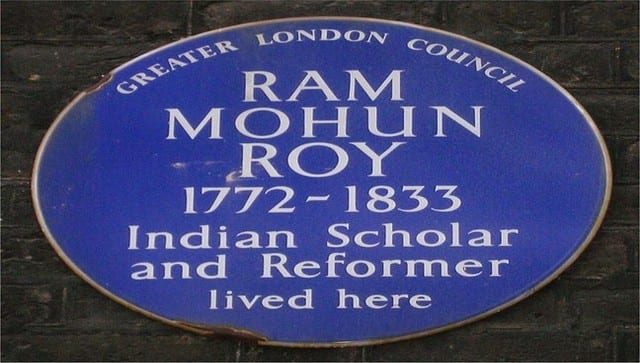 GREATER LONDON COUNCIL
RAM
MOHUN
ROY
1772-1833
Indian Scholar
and Reformer
lived here